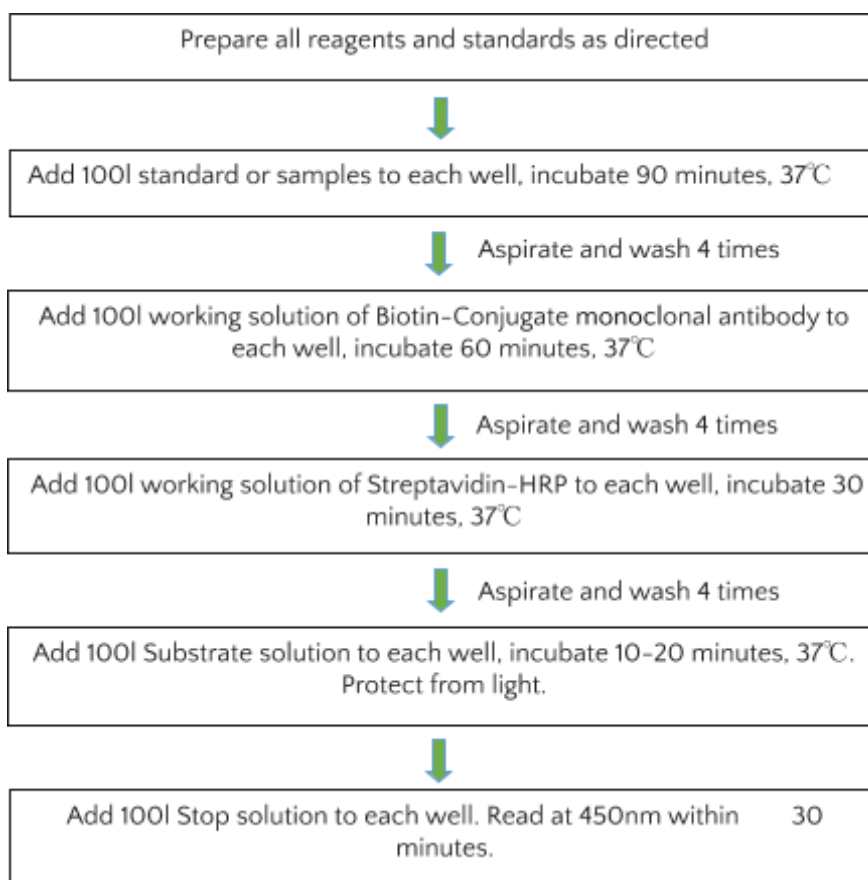 Prepare all reagents and standards as directed
Add 100l standard or samples to each well, incubate 90 minutes, 37℃
Aspirate and wash 4 times
Add 100l working solution of Biotin-Conjugate monoclonal antibody to
each well, incubate 60 minutes, 37℃
Aspirate and wash 4 times
Add 100l working solution of Streptavidin-HRP to each well, incubate 30
minutes, 37℃
Aspirate and wash 4 times
Add 100l Substrate solution to each well, incubate 10-20 minutes, 37℃.
Protect from light.
Add 100l Stop solution to each well. Read at 450nm within 30
minutes.